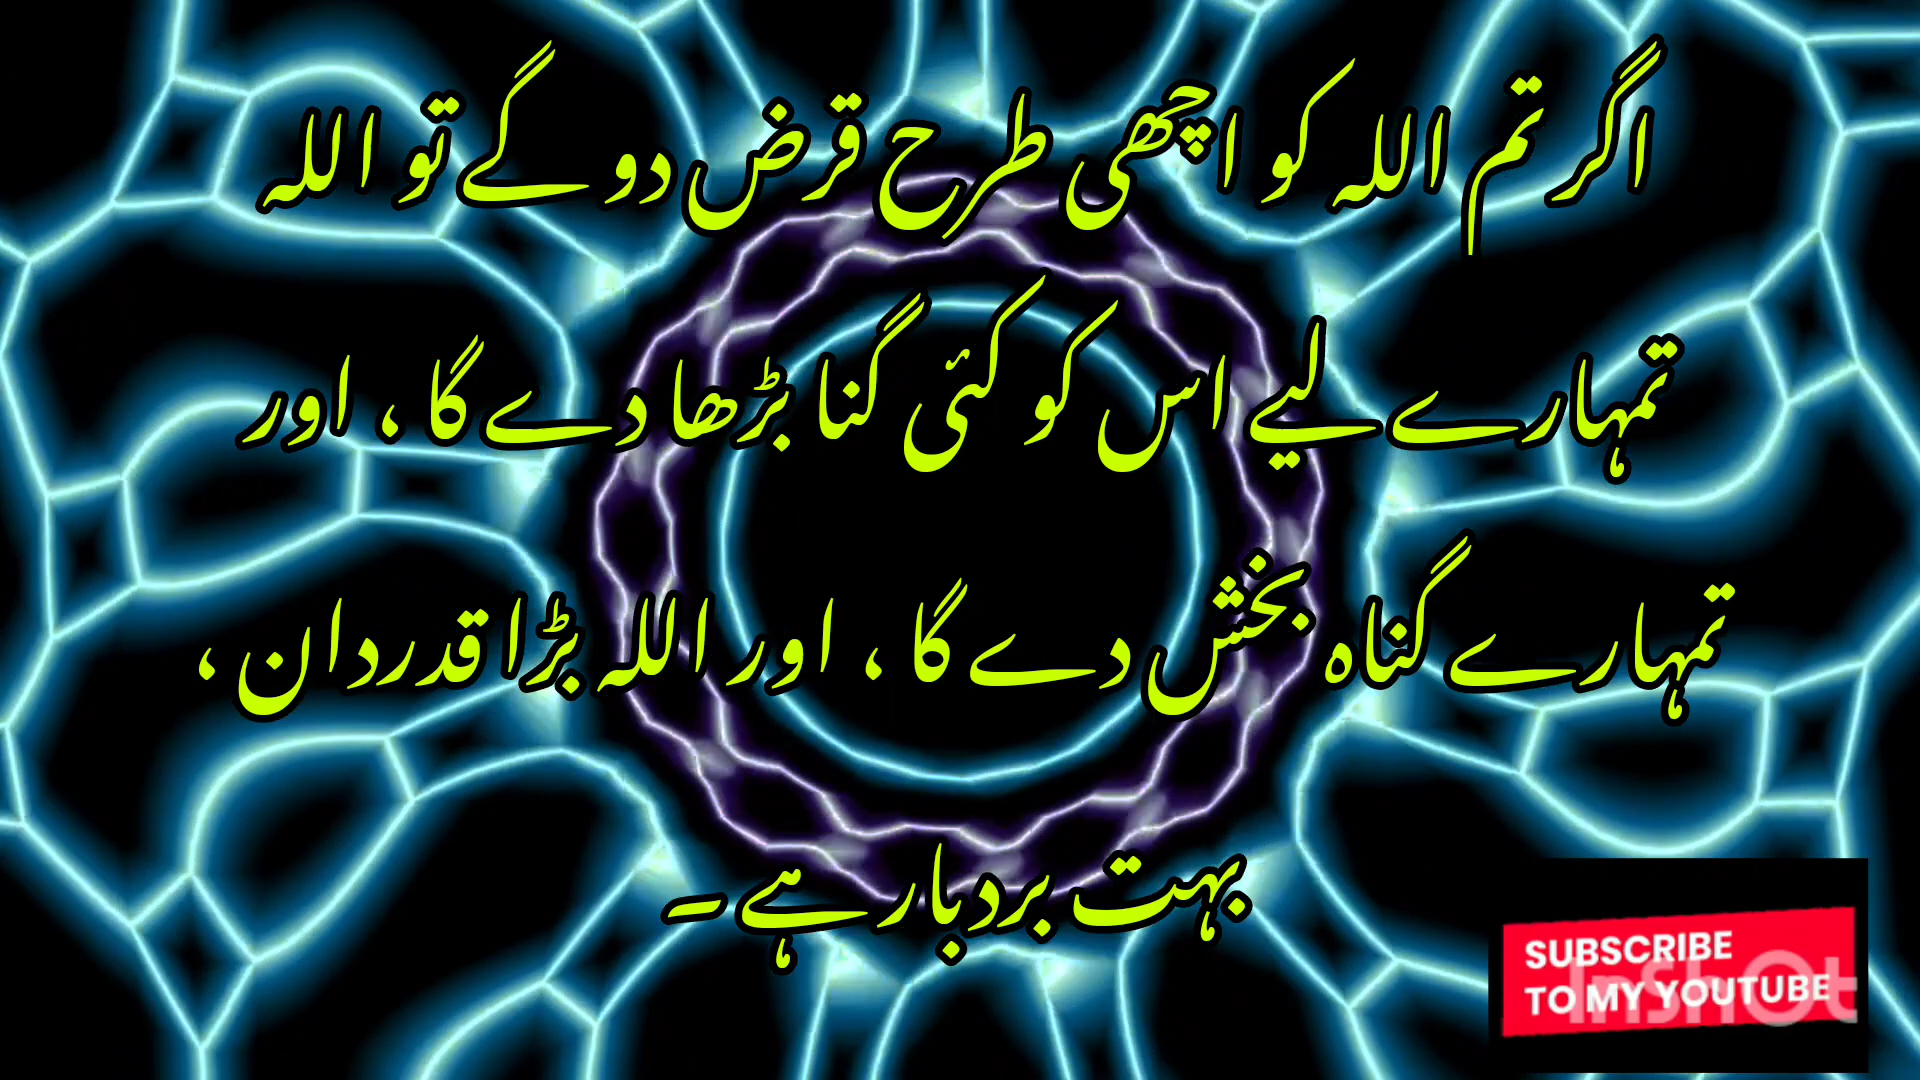 اگر تم اللہ کو اچھی طرح قرض دو گے تو اللہ
تمہارے لیے اس کو کئی گنا بڑھا دے گا ، اور
تمہارے گناہ بخش دے گا ، اور اللہ بڑا قدردان ،
بہت بردبار ہے ۔
SUBSCRIBE
TO MY YOUTUBE
InShOt